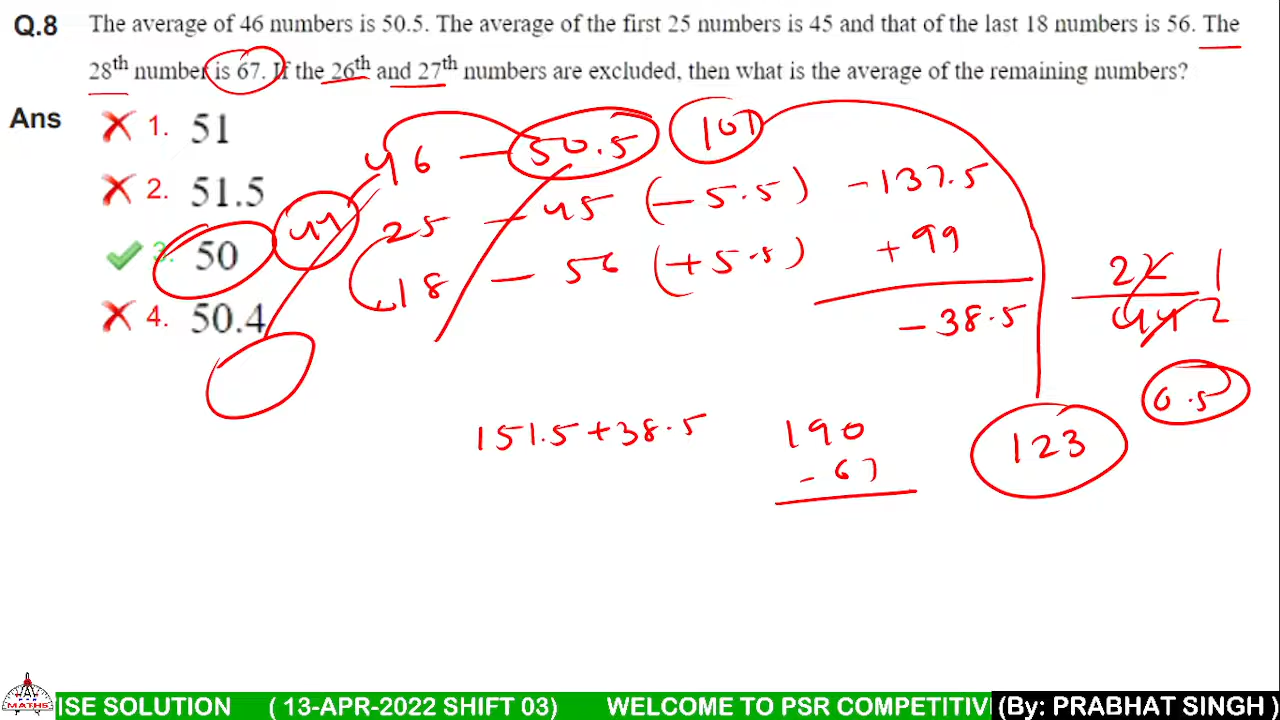 Q.8 The average of 46 numbers is 50.5. The average of the first 25 numbers is 45 and that of the last 18 numbers is 56. The
28th number is 67. If the 26th and 27th numbers are excluded, then what is the average of the remaining numbers?
Ans 1. 51
2. 51.5
3. 50
4. 50.4
46 — 50.5 101
44 25 — 45 (-5.5) -137.5
18 — 56 (+5.5) +99
-38.5
22 1
44 2
0.5
151.5+38.5 190
-67
123
MATHS
ISE SOLUTION ( 13-APR-2022 SHIFT 03) WELCOME TO PSR COMPETITIV (By: PRABHAT SINGH )